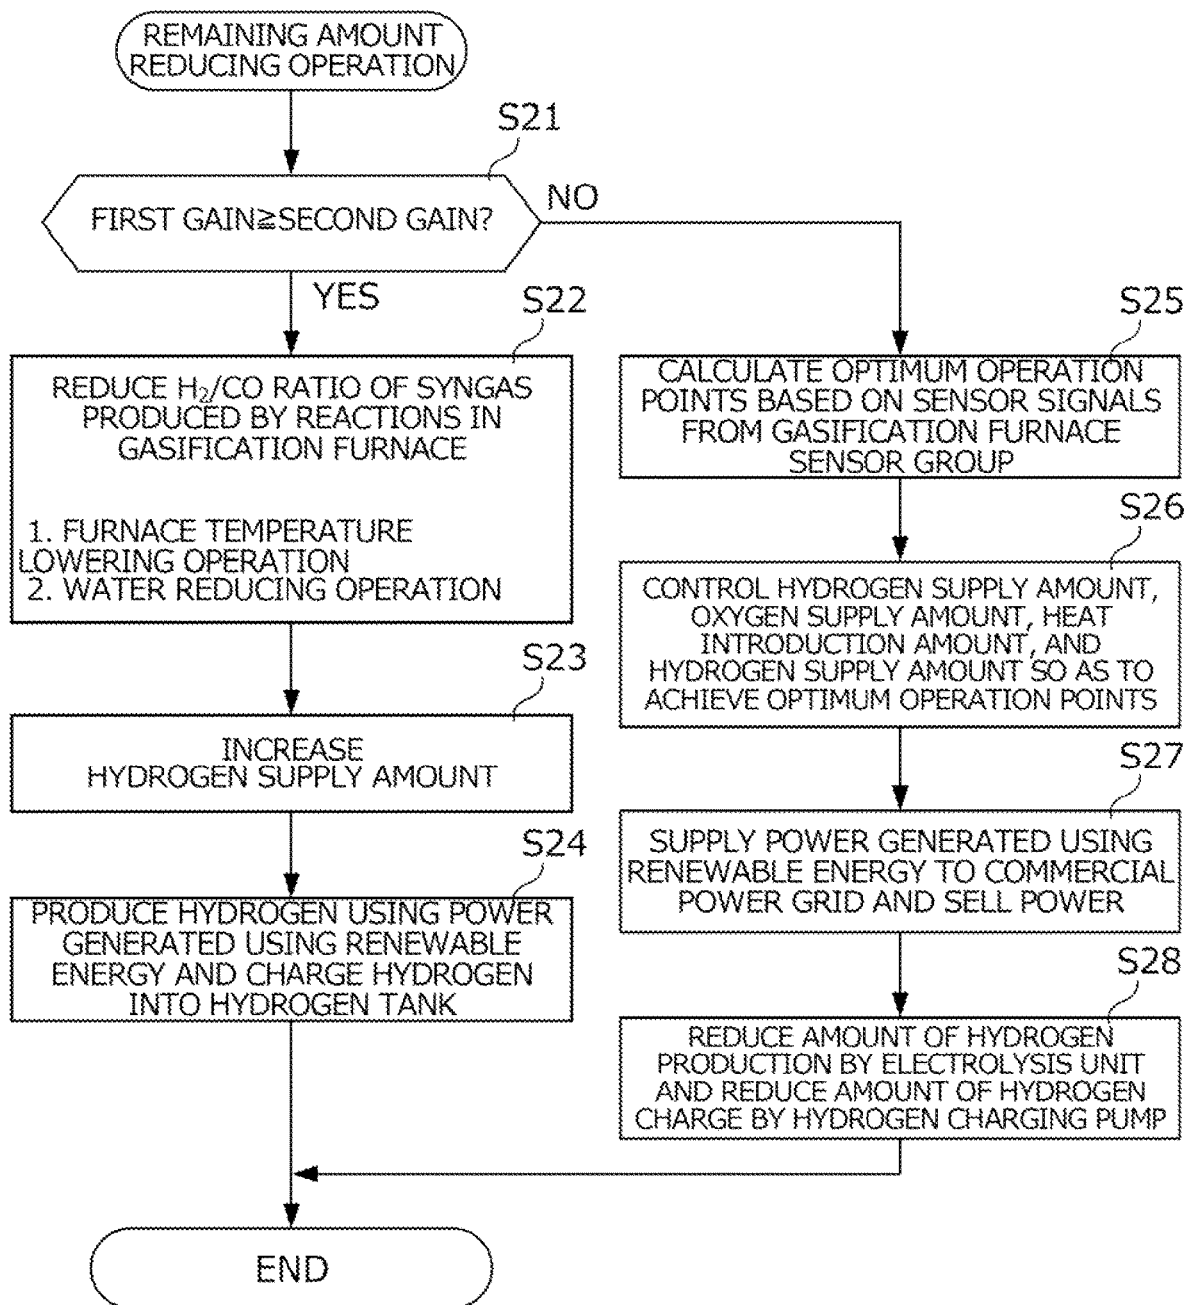 REMAINING AMOUNT
REDUCING OPERATION
S21
FIRST GAIN≧SECOND GAIN?
NO
YES
S22
REDUCE H₂/CO RATIO OF SYNGAS
PRODUCED BY REACTIONS IN
GASIFICATION FURNACE
1. FURNACE TEMPERATURE
LOWERING OPERATION
2. WATER REDUCING OPERATION
S23
INCREASE
HYDROGEN SUPPLY AMOUNT
S24
PRODUCE HYDROGEN USING POWER
GENERATED USING RENEWABLE
ENERGY AND CHARGE HYDROGEN
INTO HYDROGEN TANK
S25
CALCULATE OPTIMUM OPERATION
POINTS BASED ON SENSOR SIGNALS
FROM GASIFICATION FURNACE
SENSOR GROUP
S26
CONTROL HYDROGEN SUPPLY AMOUNT,
OXYGEN SUPPLY AMOUNT, HEAT
INTRODUCTION AMOUNT, AND
HYDROGEN SUPPLY AMOUNT SO AS TO
ACHIEVE OPTIMUM OPERATION POINTS
S27
SUPPLY POWER GENERATED USING
RENEWABLE ENERGY TO COMMERCIAL
POWER GRID AND SELL POWER
S28
REDUCE AMOUNT OF HYDROGEN
PRODUCTION BY ELECTROLYSIS UNIT
AND REDUCE AMOUNT OF HYDROGEN
CHARGE BY HYDROGEN CHARGING PUMP
END